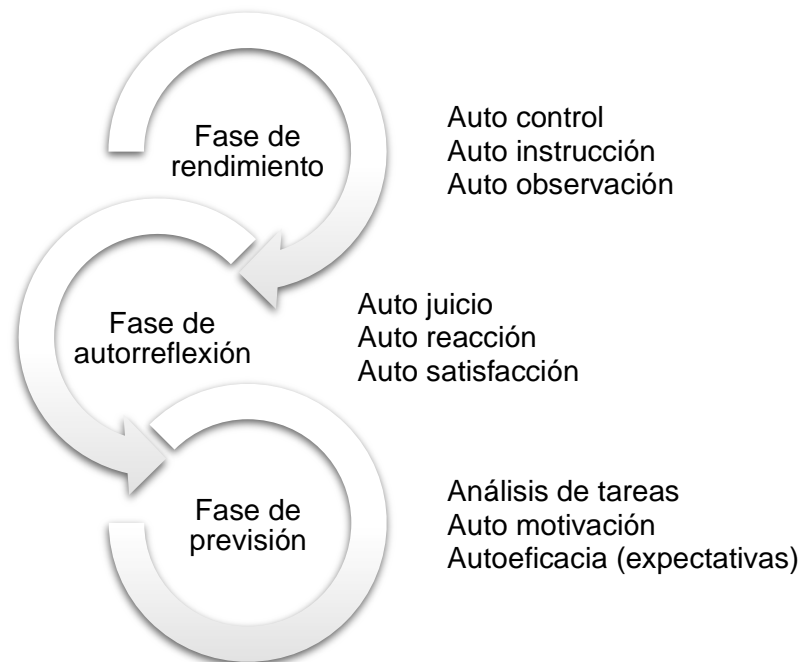 Fase de
rendimiento
Auto control
Auto instrucción
Auto observación
Fase de
autorreflexión
Auto juicio
Auto reacción
Auto satisfacción
Fase de
previsión
Análisis de tareas
Auto motivación
Autoeficacia (expectativas)